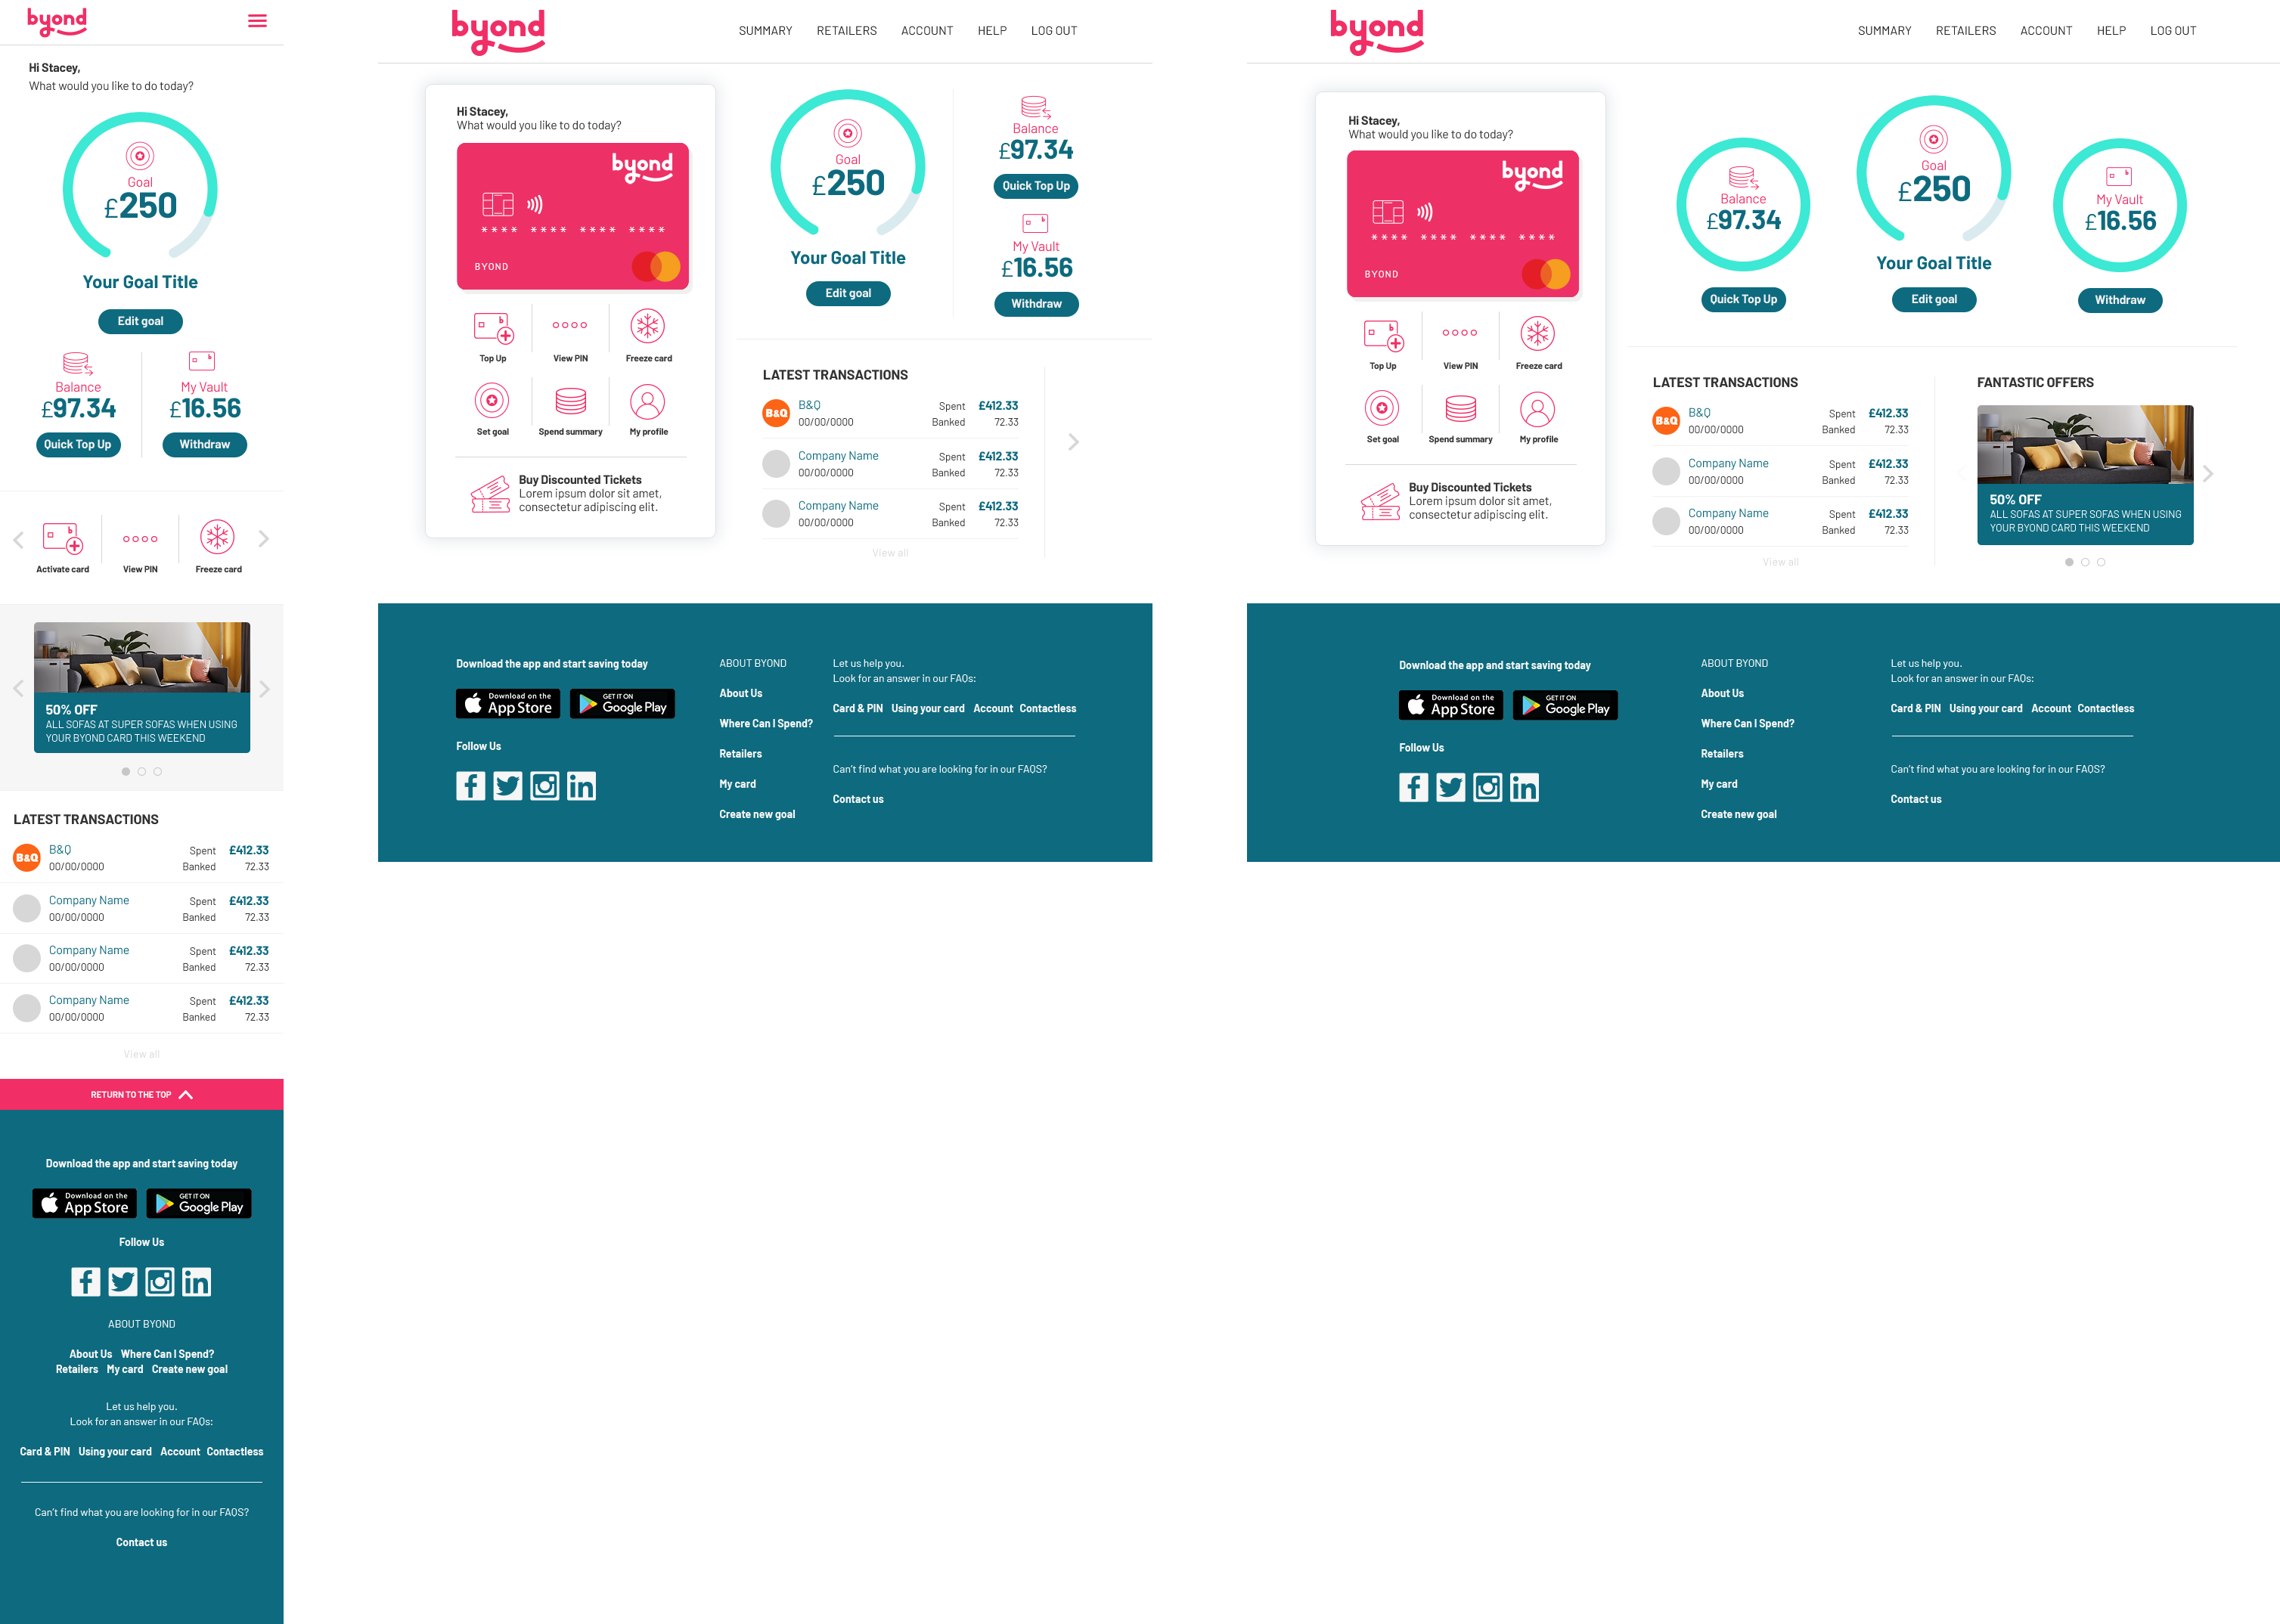 byond
Hi Stacey,
What would you like to do today?
Goal
£250
Your Goal Title
Edit goal
Balance
£97.34
Quick Top Up
My Vault
£16.56
Withdraw
Activate card
View PIN
Freeze card
50% OFF
ALL SOFAS AT SUPER SOFAS WHEN USING
YOUR BYOND CARD THIS WEEKEND
LATEST TRANSACTIONS
B&Q
B&Q
Spent £412.33
00/00/0000
Banked 72.33
Company Name
Spent £412.33
00/00/0000
Banked 72.33
Company Name
Spent £412.33
00/00/0000
Banked 72.33
Company Name
Spent £412.33
00/00/0000
Banked 72.33
View all
RETURN TO THE TOP
Download the app and start saving today
Download on the
App Store
GET IT ON
Google Play
Follow Us
ABOUT BYOND
About Us Where Can I Spend?
Retailers My card Create new goal
Let us help you.
Look for an answer in our FAQs:
Card & PIN Using your card Account Contactless
Can't find what you are looking for in our FAQS?
Contact us
byond
SUMMARY RETAILERS ACCOUNT HELP LOG OUT
Hi Stacey,
What would you like to do today?
byond
**** **** **** ****
BYOND
Top Up
View PIN
Freeze card
Set goal
Spend summary
My profile
Buy Discounted Tickets
Lorem ipsum dolor sit amet,
consectetur adipiscing elit.
Goal
£250
Your Goal Title
Edit goal
Balance
£97.34
Quick Top Up
My Vault
£16.56
Withdraw
LATEST TRANSACTIONS
B&Q
B&Q
Spent £412.33
00/00/0000
Banked 72.33
Company Name
Spent £412.33
00/00/0000
Banked 72.33
Company Name
Spent £412.33
00/00/0000
Banked 72.33
View all
Download the app and start saving today
Download on the
App Store
GET IT ON
Google Play
Follow Us
ABOUT BYOND
About Us
Where Can I Spend?
Retailers
My card
Create new goal
Let us help you.
Look for an answer in our FAQs:
Card & PIN Using your card Account Contactless
Can't find what you are looking for in our FAQS?
Contact us
byond
SUMMARY RETAILERS ACCOUNT HELP LOG OUT
Hi Stacey,
What would you like to do today?
byond
**** **** **** ****
BYOND
Top Up
View PIN
Freeze card
Set goal
Spend summary
My profile
Buy Discounted Tickets
Lorem ipsum dolor sit amet,
consectetur adipiscing elit.
Balance
£97.34
Quick Top Up
Goal
£250
Your Goal Title
Edit goal
My Vault
£16.56
Withdraw
LATEST TRANSACTIONS
B&Q
B&Q
Spent £412.33
00/00/0000
Banked 72.33
Company Name
Spent £412.33
00/00/0000
Banked 72.33
Company Name
Spent £412.33
00/00/0000
Banked 72.33
View all
FANTASTIC OFFERS
50% OFF
ALL SOFAS AT SUPER SOFAS WHEN USING
YOUR BYOND CARD THIS WEEKEND
Download the app and start saving today
Download on the
App Store
GET IT ON
Google Play
Follow Us
ABOUT BYOND
About Us
Where Can I Spend?
Retailers
My card
Create new goal
Let us help you.
Look for an answer in our FAQs:
Card & PIN Using your card Account Contactless
Can't find what you are looking for in our FAQS?
Contact us